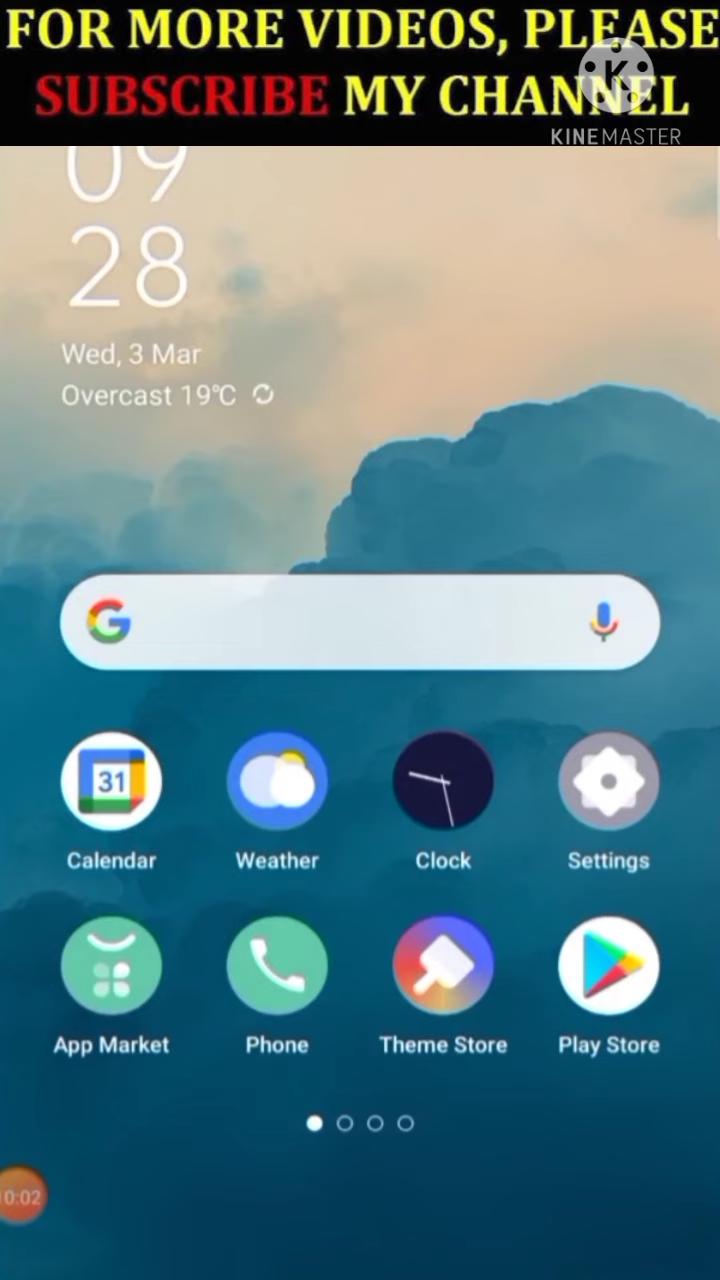 FOR MORE VIDEOS, PLEASE
SUBSCRIBE MY CHANNEL
KINEMASTER
09
28
Wed, 3 Mar
Overcast 19°C
31
Calendar
Weather
Clock
Settings
App Market
Phone
Theme Store
Play Store
0:02